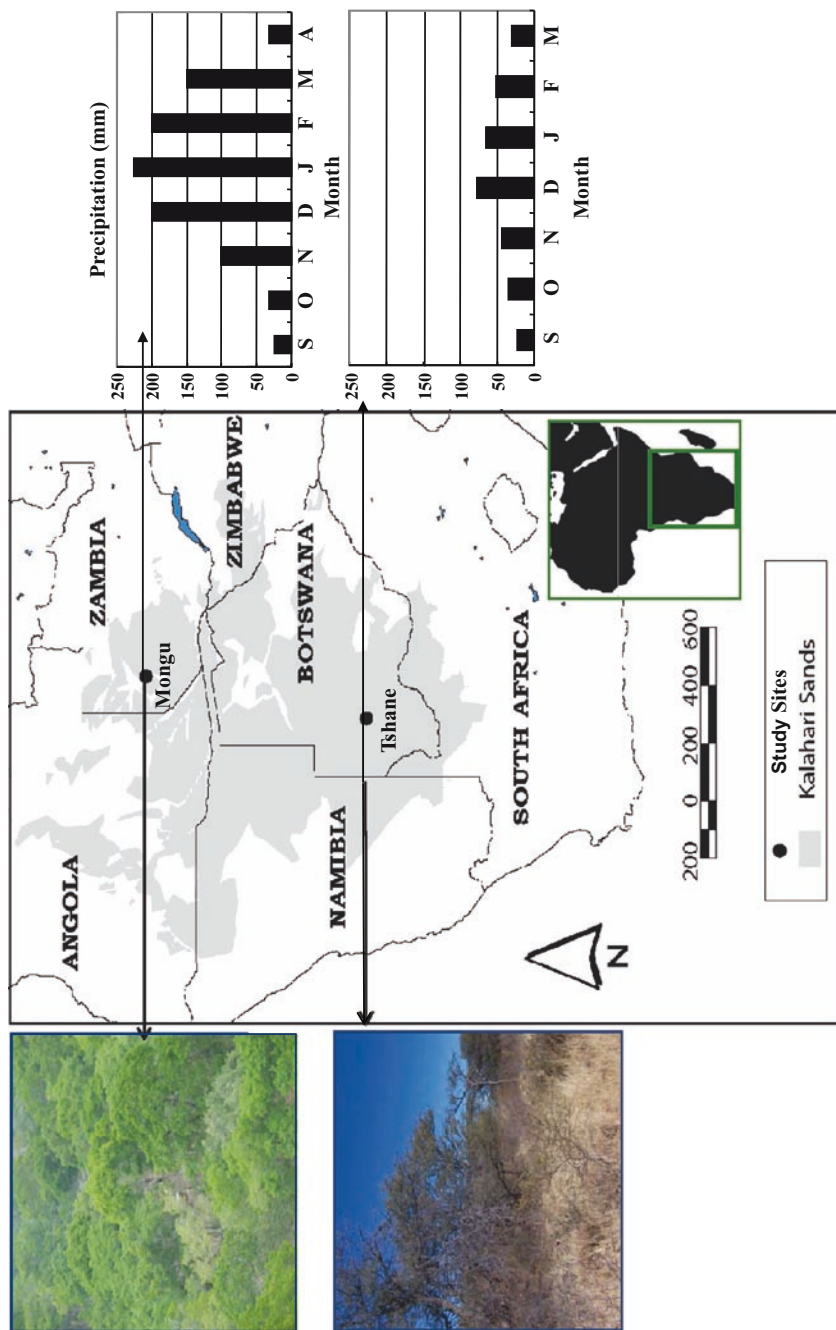 ANGOLA
ZAMBIA
Mongu
ZIMBABWE
NAMIBIA
BOTSWANA
Tshane
SOUTH AFRICA
N
200 0 200 400 600
Study Sites
Kalahari Sands
Precipitation (mm)
250
200
150
100
50
0
S O N D J F M A
Month
250
200
150
100
50
0
S O N D J F M
Month